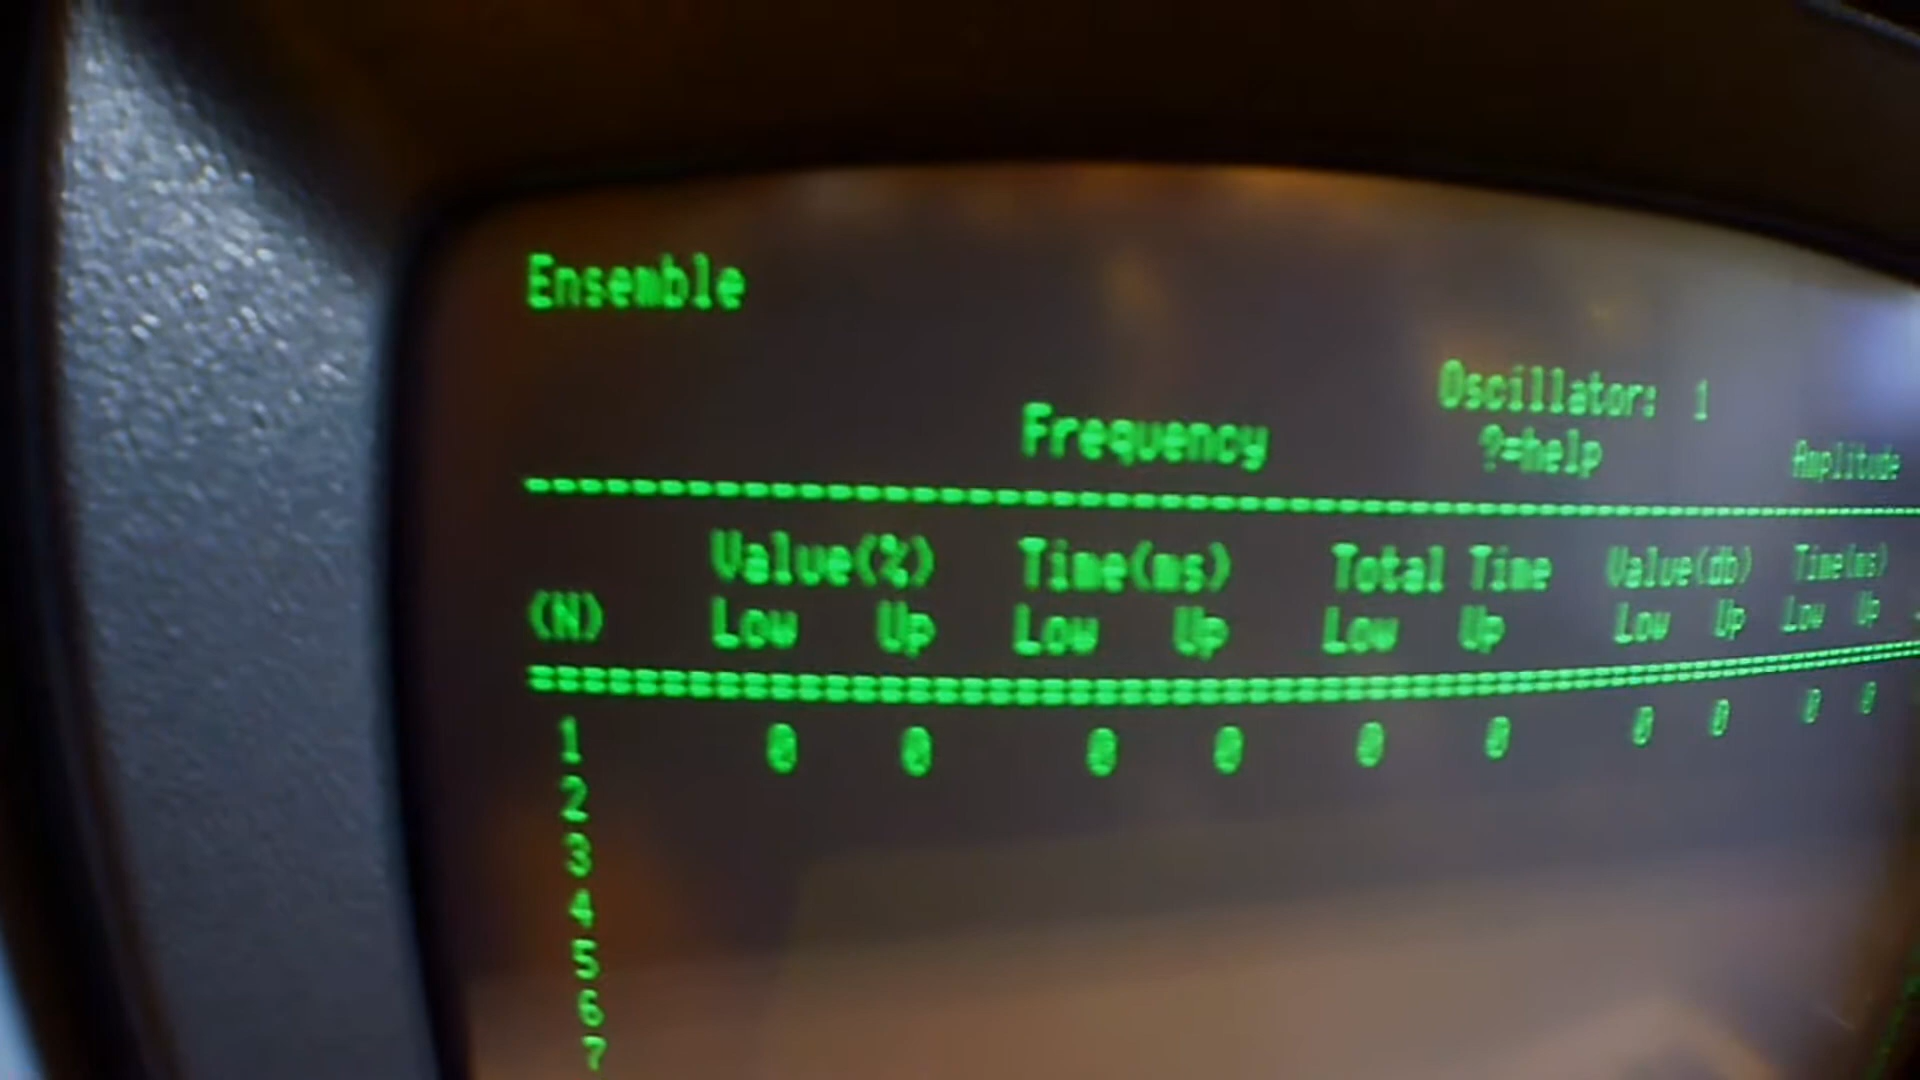 Ensemble
Oscillator: 1
Frequency ?=help Amplitude
Value(%) Time(ms) Total Time Value(db) Time(ms)
(N) Low Up Low Up Low Up Low Up Low Up
1 0 0 0 0 0 0 0 0 0 0
2
3
4
5
6
7